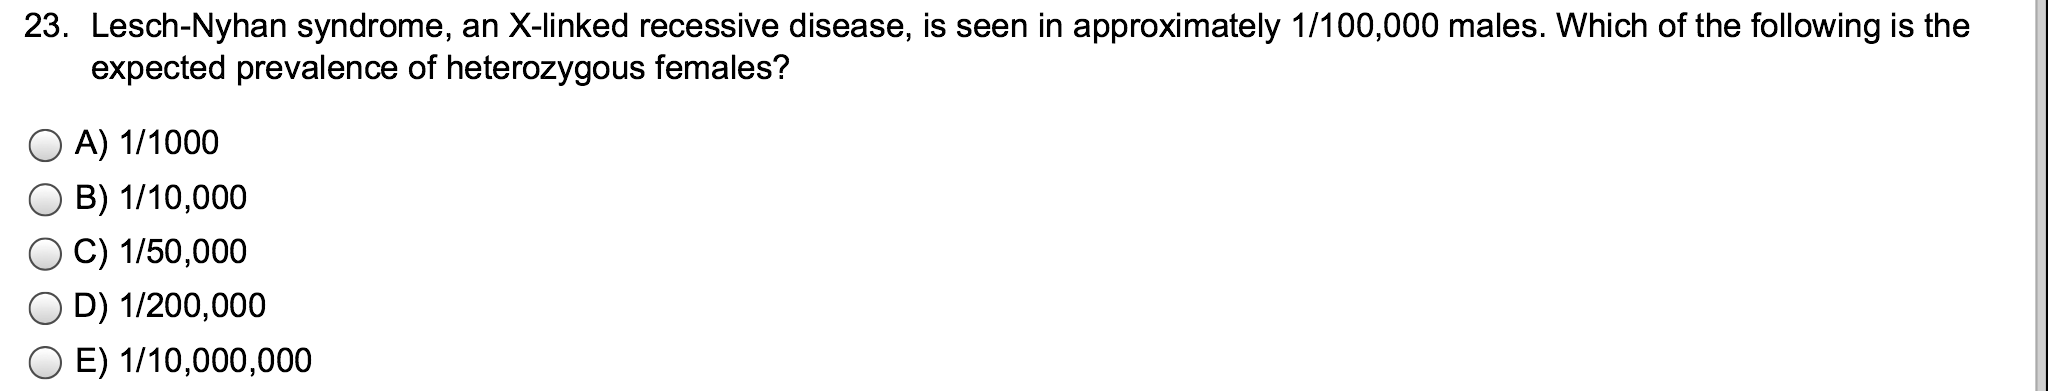 23. Lesch-Nyhan syndrome, an X-linked recessive disease, is seen in approximately 1/100,000 males. Which of the following is the
expected prevalence of heterozygous females?
A) 1/1000
B) 1/10,000
C) 1/50,000
D) 1/200,000
E) 1/10,000,000